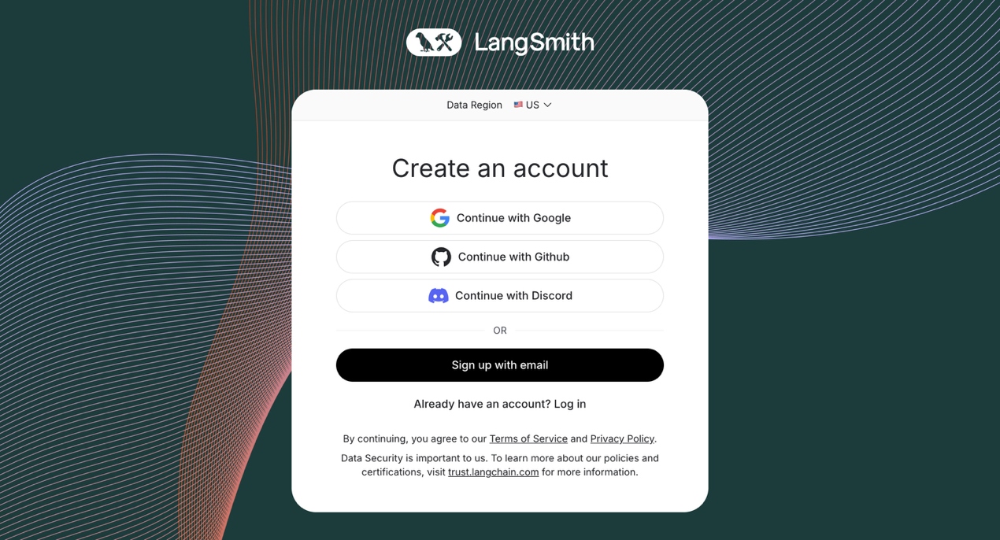 LangSmith
Data Region US
Create an account
Continue with Google
Continue with Github
Continue with Discord
OR
Sign up with email
Already have an account? Log in
By continuing, you agree to our Terms of Service and Privacy Policy.
Data Security is important to us. To learn more about our policies and
certifications, visit trust.langchain.com for more information.